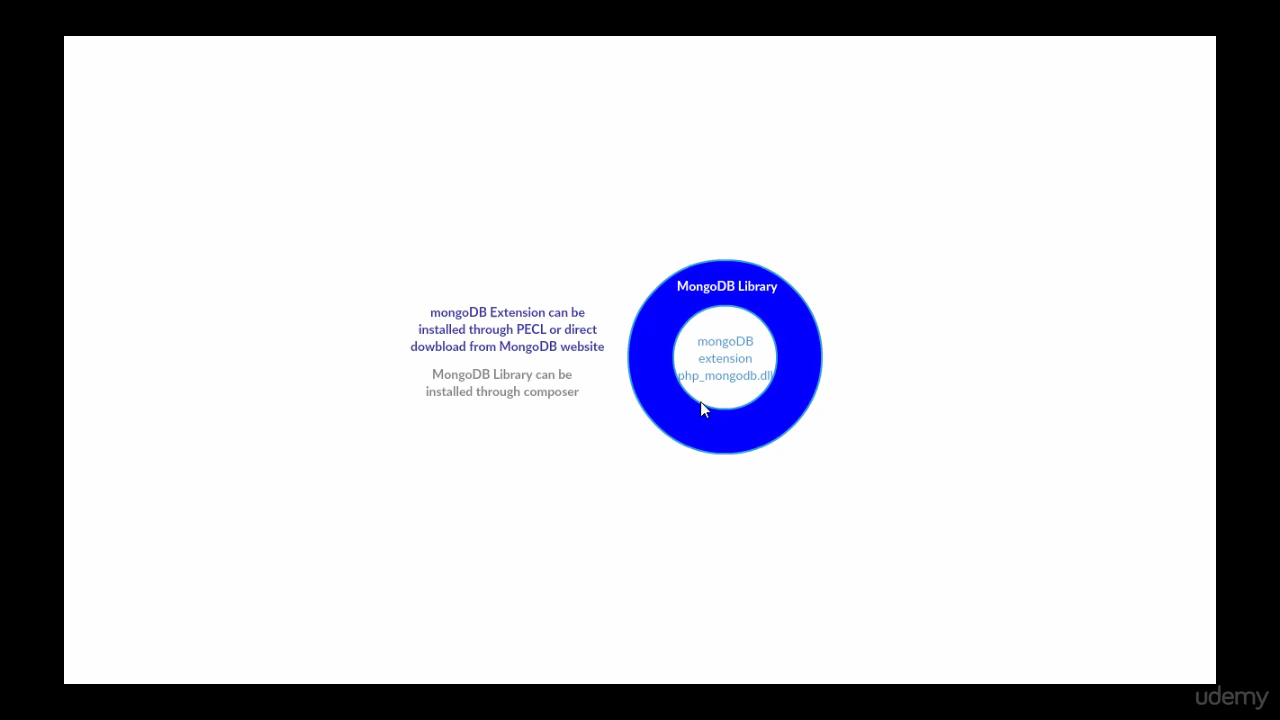 mongoDB Extension can be
installed through PECL or direct
dowbload from MongoDB website
MongoDB Library can be
installed through composer
MongoDB Library
mongoDB
extension
php_mongodb.dll
udemy